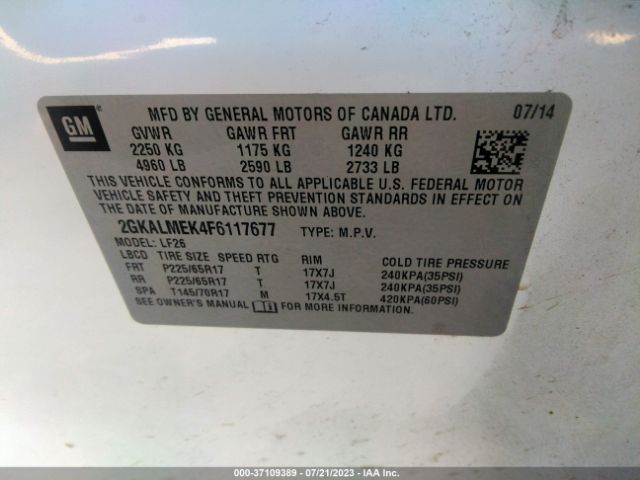 GM ®
MFD BY GENERAL MOTORS OF CANADA LTD. 07/14
GVWR GAWR FRT GAWR RR
2250 KG 1175 KG 1240 KG
4960 LB 2590 LB 2733 LB
THIS VEHICLE CONFORMS TO ALL APPLICABLE U.S. FEDERAL MOTOR
VEHICLE SAFETY AND THEFT PREVENTION STANDARDS IN EFFECT ON
THE DATE OF MANUFACTURE SHOWN ABOVE.
2GKALMEK4F6117677 TYPE: M.P.V.
MODEL: LF26
LBCD TIRE SIZE SPEED RTG RIM COLD TIRE PRESSURE
FRT P225/65R17 T 17X7J 240KPA(35PSI)
RR P225/65R17 T 17X7J 240KPA(35PSI)
SPA T145/70R17 M 17X4.5T 420KPA(60PSI)
SEE OWNER'S MANUAL FOR MORE INFORMATION.
000-37109389 - 07/21/2023 - IAA Inc.